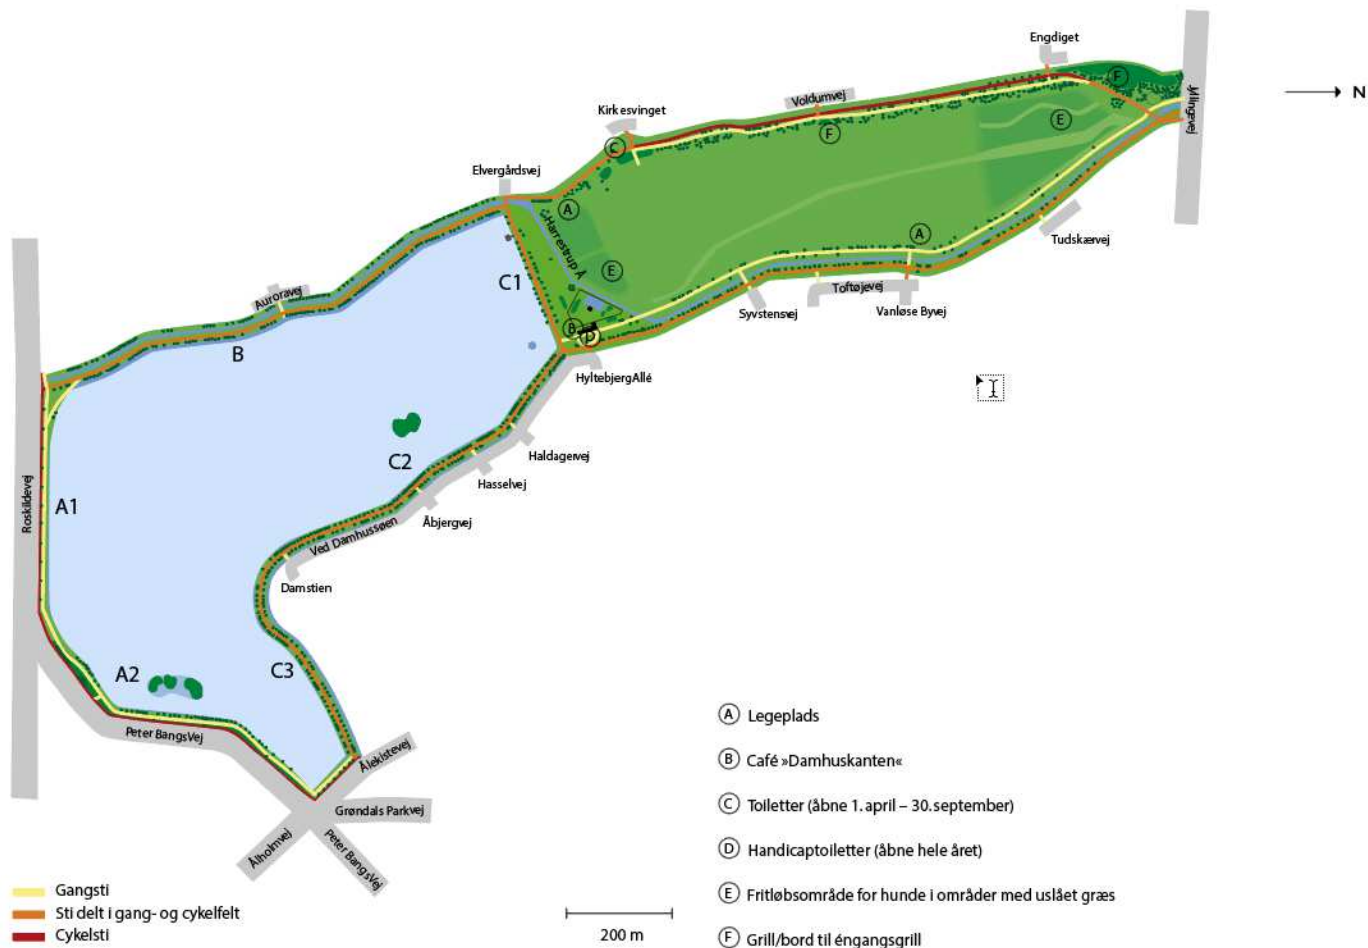 Engdiget
Jyllingevej
N
F
Voldumvej
Kirkesvinget
E
F
C
Elvergårdsvej
A
A
Harrestrup Å
Tudskærvej
E
C1
Toftøjevej
Auroravej
Syvstensvej
Vanløse Byvej
B
D
B
HyltebjergAllé
Haldagervej
C2
Hasselvej
Roskildevej
A1
Åbjergvej
Ved Damhussøen
Damstien
C3
A2
Peter BangsVej
Ålekistevej
Grøndals Parkvej
Ålholmvej
Peter BangsVej
A Legeplads
B Café »Damhuskanten«
C Toiletter (åbne 1. april – 30. september)
D Handicaptoiletter (åbne hele året)
E Fritløbsområde for hunde i områder med uslået græs
F Grill/bord til éngangsgrill
Gangsti
Sti delt i gang- og cykelfelt
Cykelsti
200 m